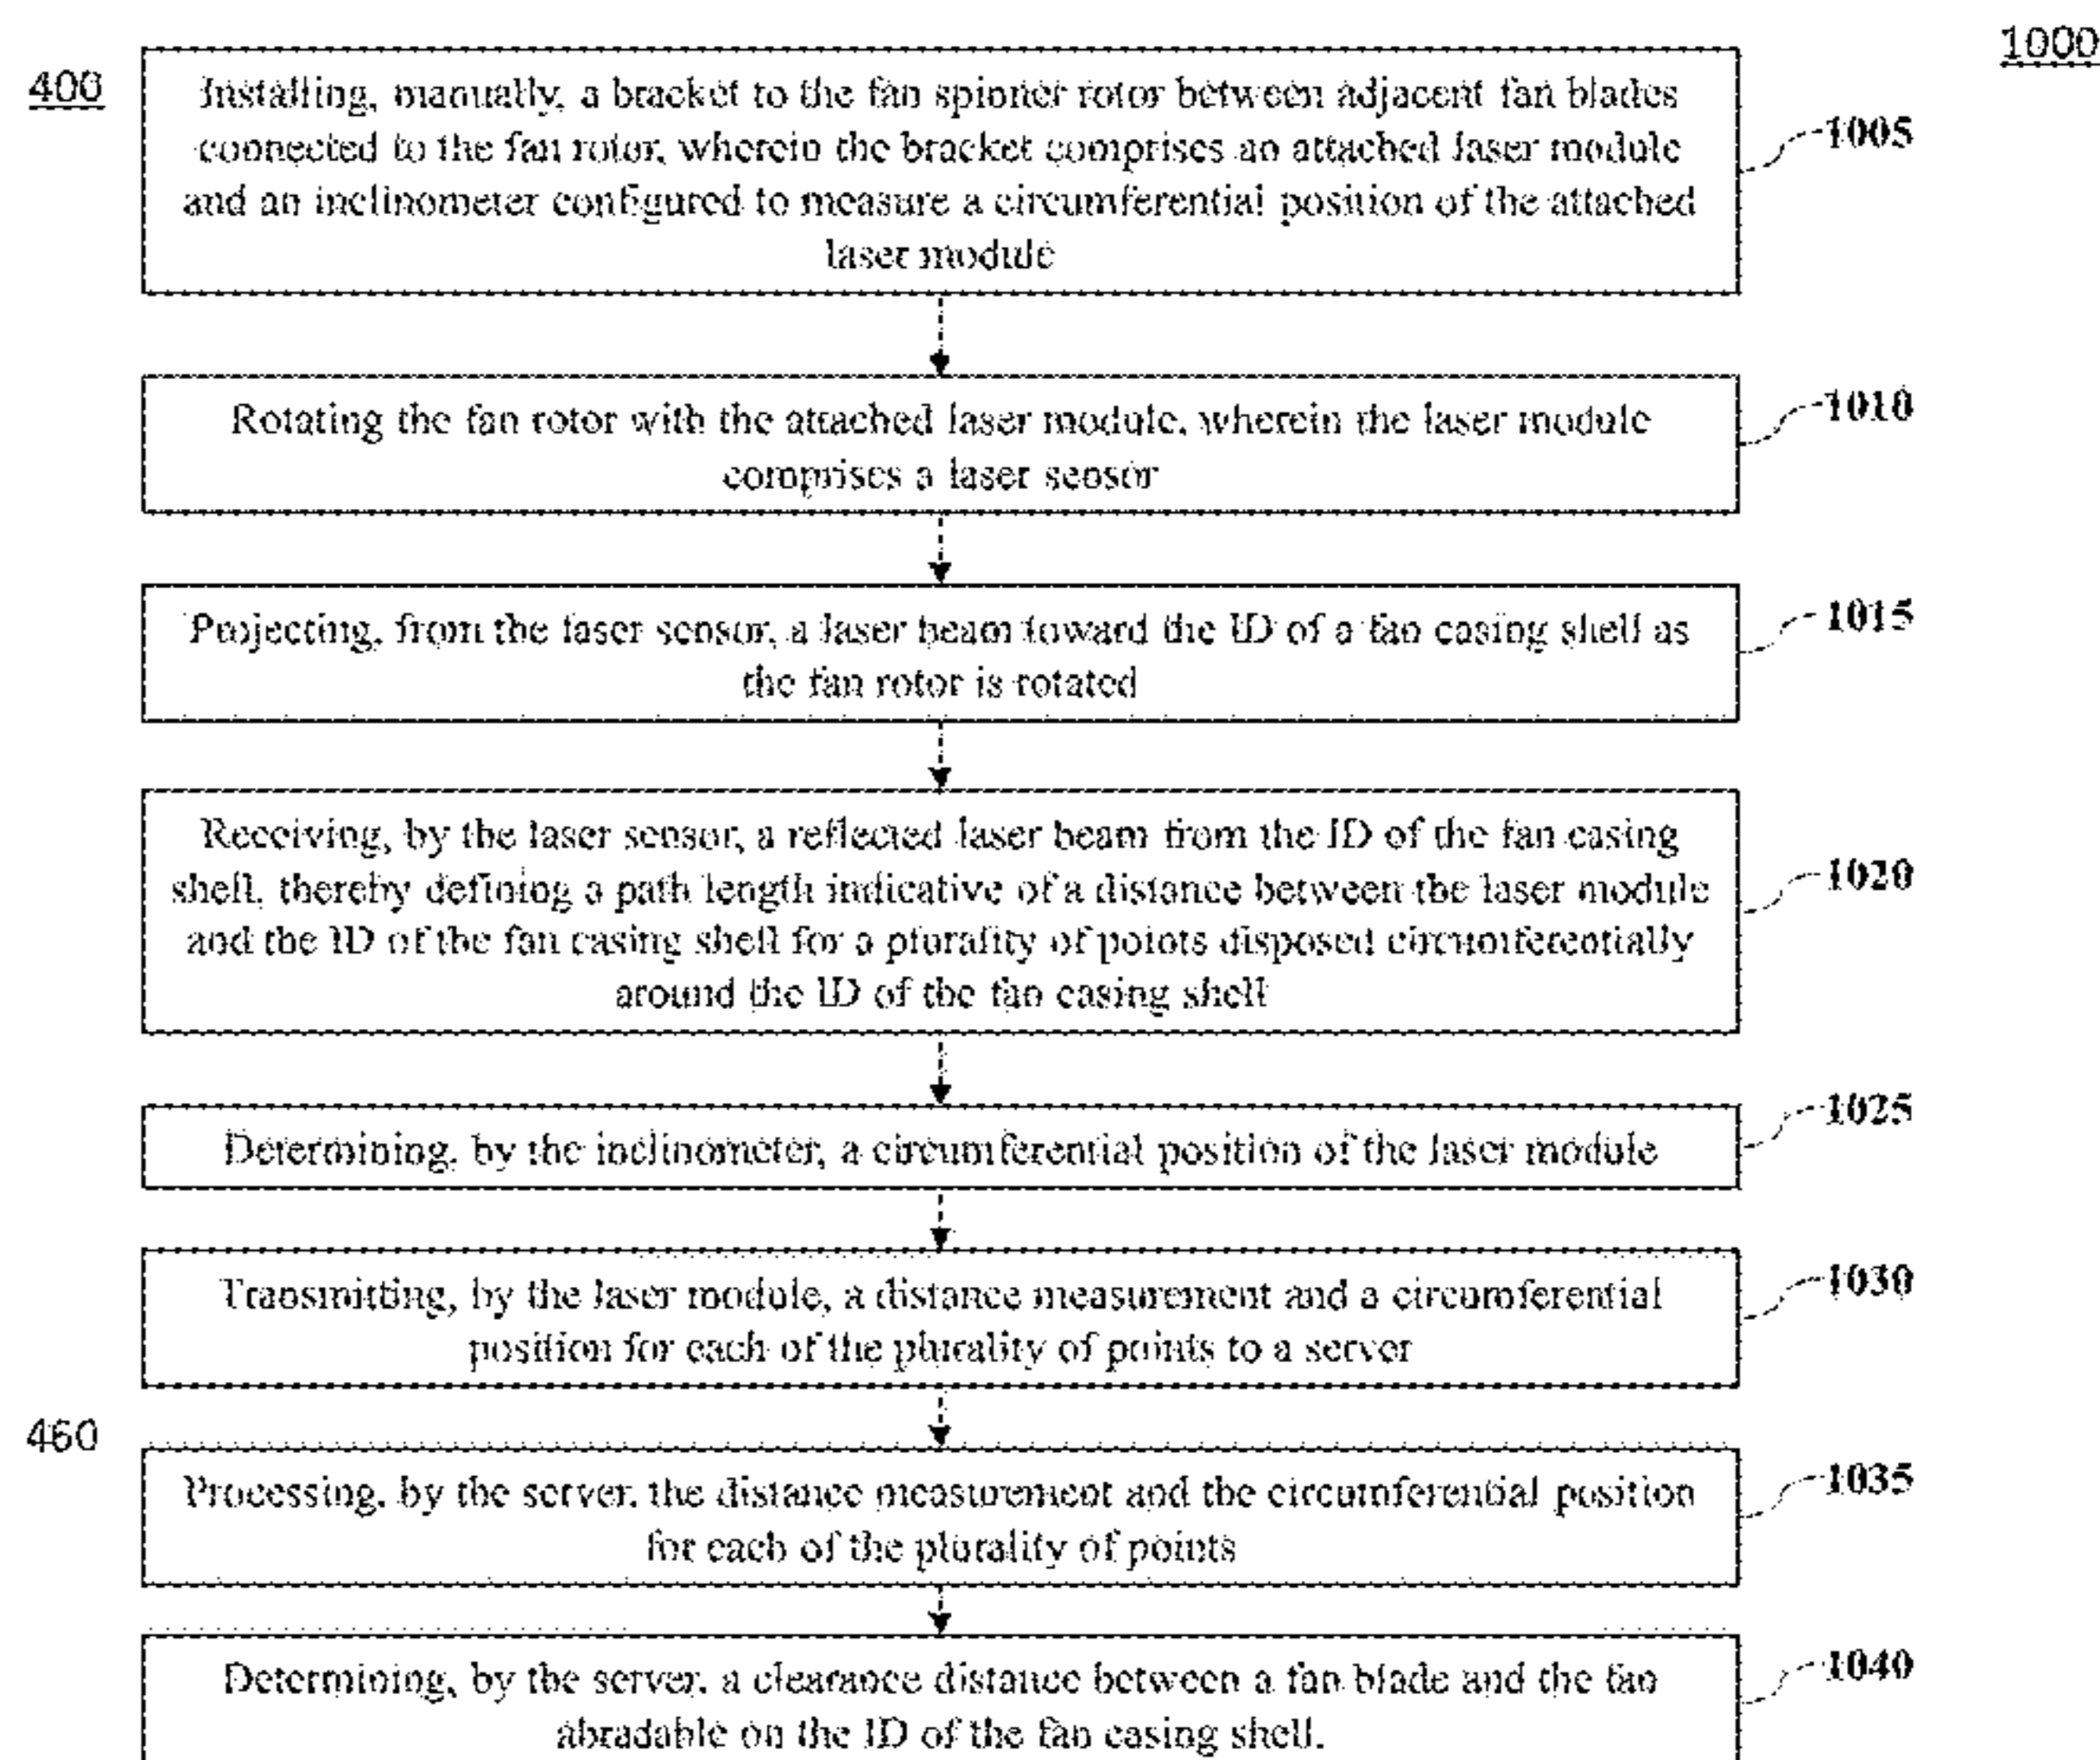 1000
400
Installing, manually, a bracket to the fan spinner rotor between adjacent fan blades
connected to the fan rotor, wherein the bracket comprises an attached laser module
and an inclinometer configured to measure a circumferential position of the attached
laser module
1005
Rotating the fan rotor with the attached laser module, wherein the laser module
comprises a laser sensor
1010
Projecting, from the laser sensor, a laser beam toward the ID of a fan casing shell as
the fan rotor is rotated
1015
Receiving, by the laser sensor, a reflected laser beam from the ID of the fan casing
shell, thereby defining a path length indicative of a distance between the laser module
and the ID of the fan casing shell for a plurality of points disposed circumferentially
around the ID of the fan casing shell
1020
Determining, by the inclinometer, a circumferential position of the laser module
1025
Transmitting, by the laser module, a distance measurement and a circumferential
position for each of the plurality of points to a server
1030
460
Processing, by the server, the distance measurement and the circumferential position
for each of the plurality of points
1035
Determining, by the server, a clearance distance between a fan blade and the fan
abradable on the ID of the fan casing shell.
1040